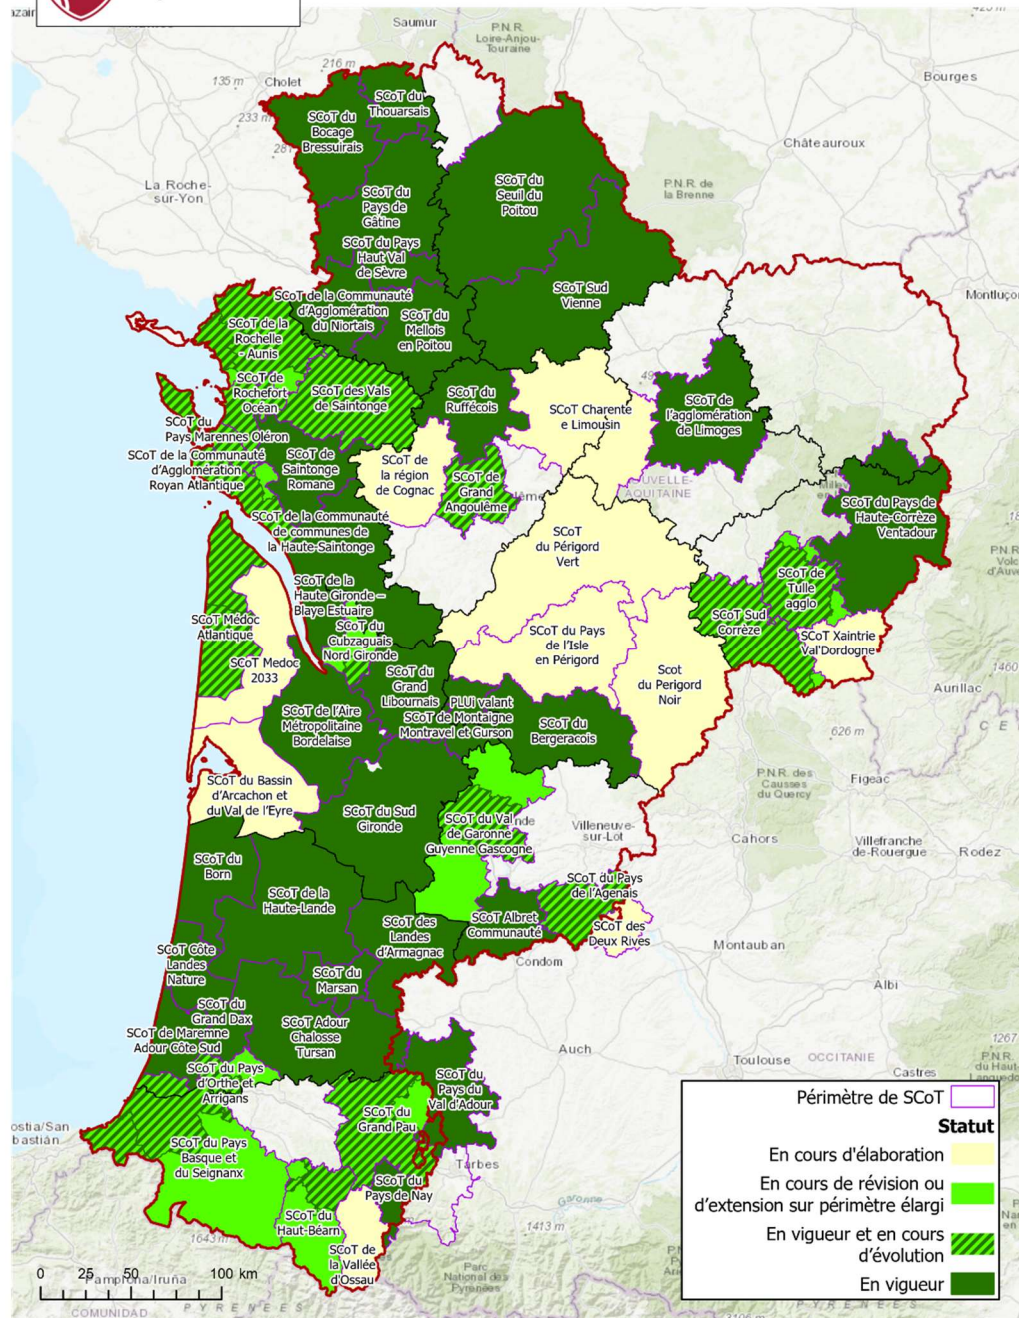 Saumur
P.N.R.
Loire-Anjou-
Touraine
216 m
135 m
Cholet
Bourges
233 m
SCoT du
Thouarsais
SCoT du
Bocage
Bressuirais
Châteauroux
La Roche-
sur-Yon
SCoT du
Seuil du
Poitou
P.N.R. de
la Brenne
SCoT du
Pays de
Gâtine
SCoT du Pays
Haut Val
de Sèvre
SCoT Sud
Vienne
SCoT de la Communauté
d'Agglomération
du Niortais
SCoT du
Mellois
en Poitou
SCoT de la
Rochelle
- Aunis
SCoT de
Rochefort
Océan
SCoT des Vals
de Saintonge
SCoT du
Ruffécois
SCoT Charente
e Limousin
SCoT de
l'agglomération
de Limoges
SCoT du
Pays Marennes Oléron
SCoT de la Communauté
d'Agglomération
Royan Atlantique
SCoT de
Saintonge
Romane
SCoT de
la région
de Cognac
SCoT de
Grand
Angoulême
AQUITAINE
SCoT du Pays de
Haute-Corrèze
Ventadour
SCoT de la Communauté
de communes de
la Haute-Saintonge
SCoT
du Périgord
Vert
SCoT de la
Haute Gironde –
Blaye Estuaire
SCoT de
Tulle
agglo
SCoT Médoc
Atlantique
SCoT du
Cubzaguais
Nord Gironde
SCoT du Pays
de l'Isle
en Périgord
SCoT Sud
Corrèze
SCoT Xaintrie
Val'Dordogne
SCoT Medoc
2033
SCoT du
Grand
Libournais
Scot
du Perigord
Noir
Aurillac
SCoT de l'Aire
Métropolitaine
Bordelaise
PLUi valant
SCoT de Montaigne
Montravel et Gurson
SCoT du
Bergeracois
626 m
SCoT du Bassin
d'Arcachon et
du Val de l'Eyre
P.N.R. des
Causses
du Quercy
Figeac
SCoT du Sud
Gironde
SCoT du Val
de Garonne
Guyenne Gascogne
Villeneuve-
sur-Lot
Cahors
Villefranche
de-Rouergue
Rodez
SCoT du
Born
SCoT de la
Haute-Lande
SCoT du Pays
de l'Agenais
SCoT des
Landes
d'Armagnac
SCoT Albret
Communauté
SCoT des
Deux Rives
Montauban
SCoT Côte
Landes
Nature
Condom
SCoT du
Marsan
Albi
SCoT du
Grand Dax
SCoT de Maremne
Adour Côte Sud
SCoT Adour
Chalosse
Tursan
Auch
Toulouse
OCCITANIE
Castres
SCoT du Pays
d'Orthe et
Arrigans
SCoT du
Pays du
Val d'Adour
SCoT du
Grand Pau
SCoT du Pays
Basque et
du Seignanx
Tarbes
SCoT du
Pays de Nay
Garonne
SCoT du
Haut-Béarn
1643 m
1413 m
SCoT de
la Vallée
d'Ossau
Parc
National des
Pyrénées
Périmètre de SCoT
Statut
En cours d'élaboration
En cours de révision ou
d'extension sur périmètre élargi
En vigueur et en cours
d'évolution
En vigueur
0 25 50 100 km
Pamplona/Iruña
COMUNIDAD
PYRENEES
PYRENEES